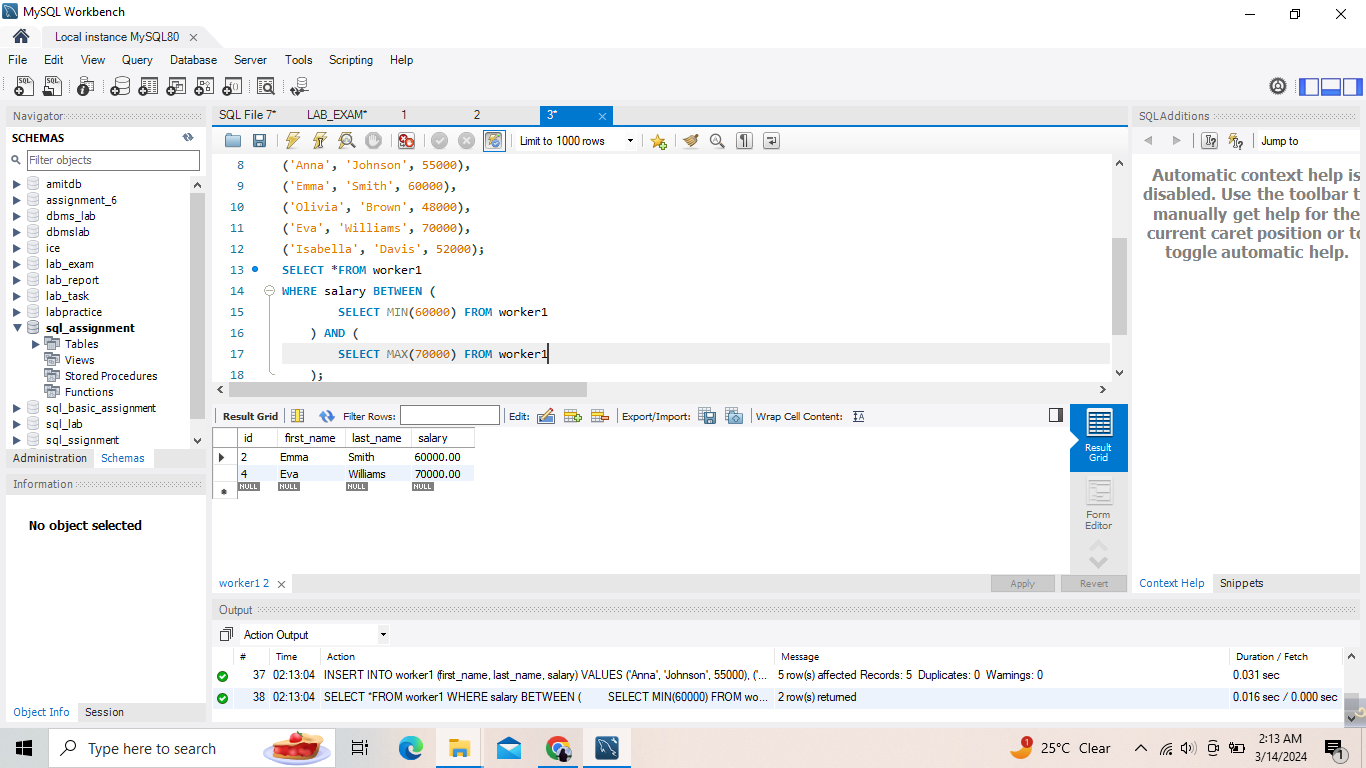 MySQL Workbench
Local instance MySQL80
File Edit View Query Database Server Tools Scripting Help
Navigator
SCHEMAS
Filter objects
amitdb
assignment_6
dbms_lab
dbmslab
ice
lab_exam
lab_report
lab_task
labpractice
sql_assignment
Tables
Views
Stored Procedures
Functions
sql_basic_assignment
sql_lab
sql_ssignment
Administration Schemas
Information
No object selected
Object Info Session
SQL File 7* LAB_EXAM* 1 2 3*
Limit to 1000 rows
8 ('Anna', 'Johnson', 55000),
9 ('Emma', 'Smith', 60000),
10 ('Olivia', 'Brown', 48000),
11 ('Eva', 'Williams', 70000),
12 ('Isabella', 'Davis', 52000);
13 SELECT *FROM worker1
14 WHERE salary BETWEEN (
15 SELECT MIN(60000) FROM worker1
16 ) AND (
17 SELECT MAX(70000) FROM worker1
18 );
Result Grid Filter Rows: Edit: Export/Import: Wrap Cell Content:
id first_name last_name salary
2 Emma Smith 60000.00
4 Eva Williams 70000.00
NULL NULL NULL NULL
Result Grid
Form Editor
worker1 2
Apply Revert
SQLAdditions
Jump to
Automatic context help is
disabled. Use the toolbar t
manually get help for the
current caret position or to
toggle automatic help.
Context Help Snippets
Output
Action Output
# Time Action Message Duration / Fetch
37 02:13:04 INSERT INTO worker1 (first_name, last_name, salary) VALUES ('Anna', 'Johnson', 55000), ('... 5 row(s) affected Records: 5 Duplicates: 0 Warnings: 0 0.031 sec
38 02:13:04 SELECT *FROM worker1 WHERE salary BETWEEN ( SELECT MIN(60000) FROM wo... 2 row(s) returned 0.016 sec / 0.000 sec
Type here to search
1
25°C Clear
2:13 AM
3/14/2024
1